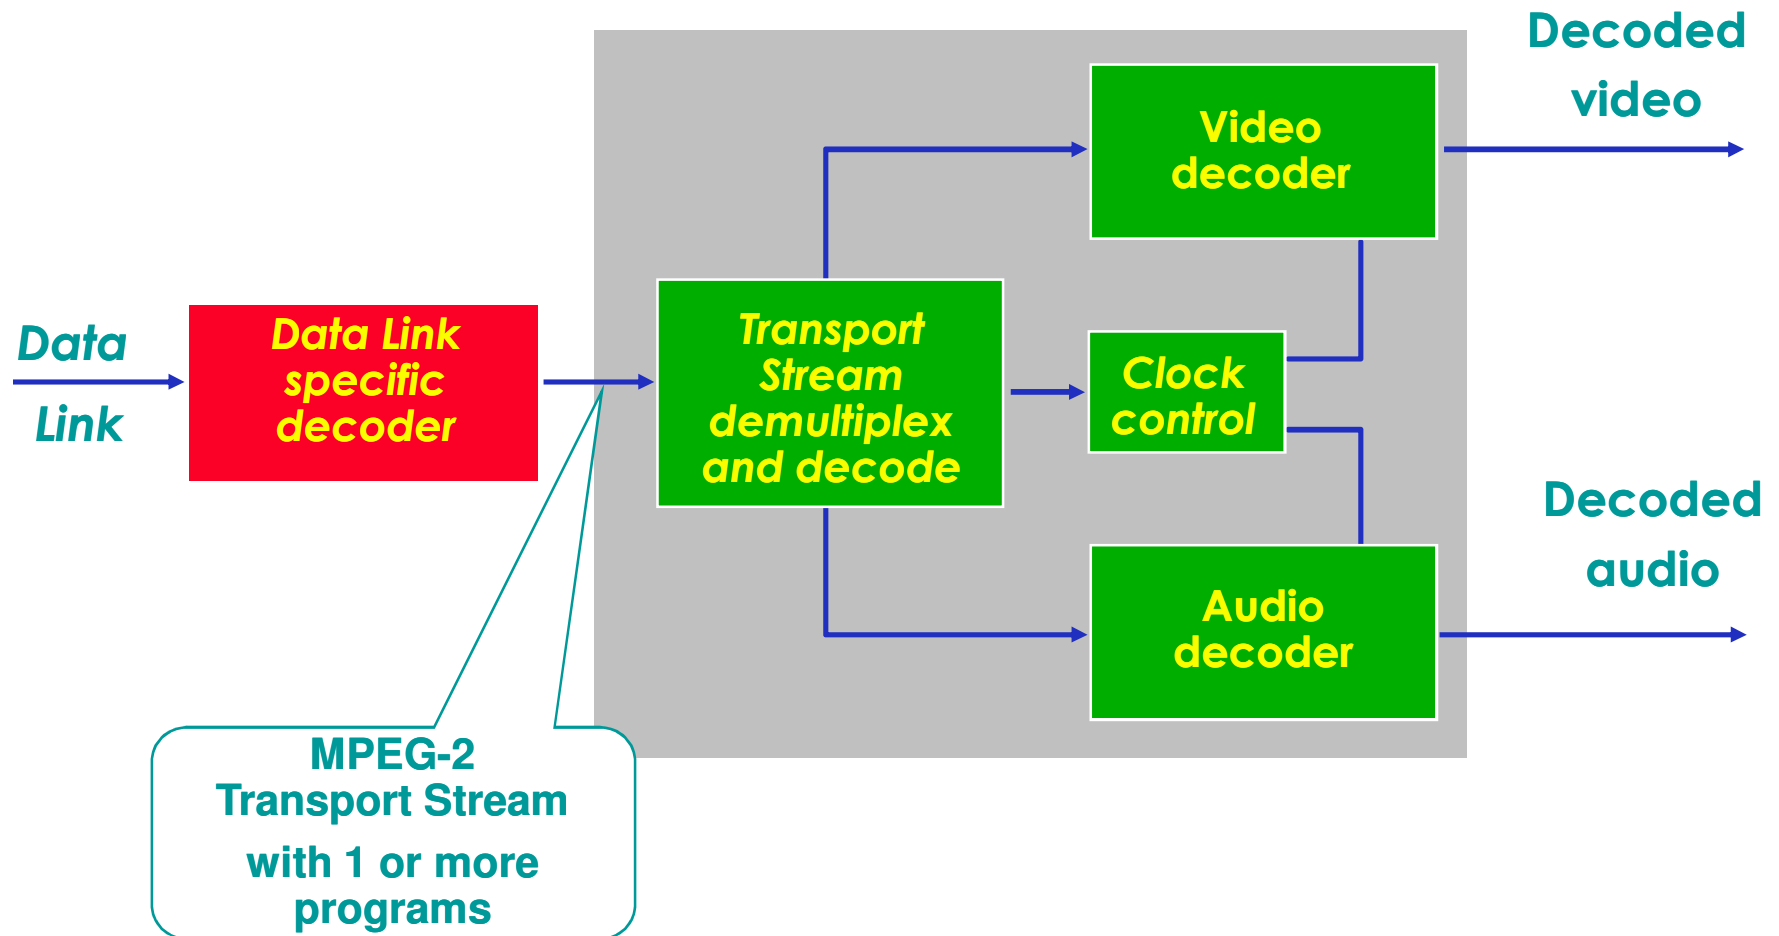 Data
Link
Data Link
specific
decoder
MPEG-2
Transport Stream
with 1 or more
programs
Transport
Stream
demultiplex
and decode
Clock
control
Video
decoder
Audio
decoder
Decoded
video
Decoded
audio